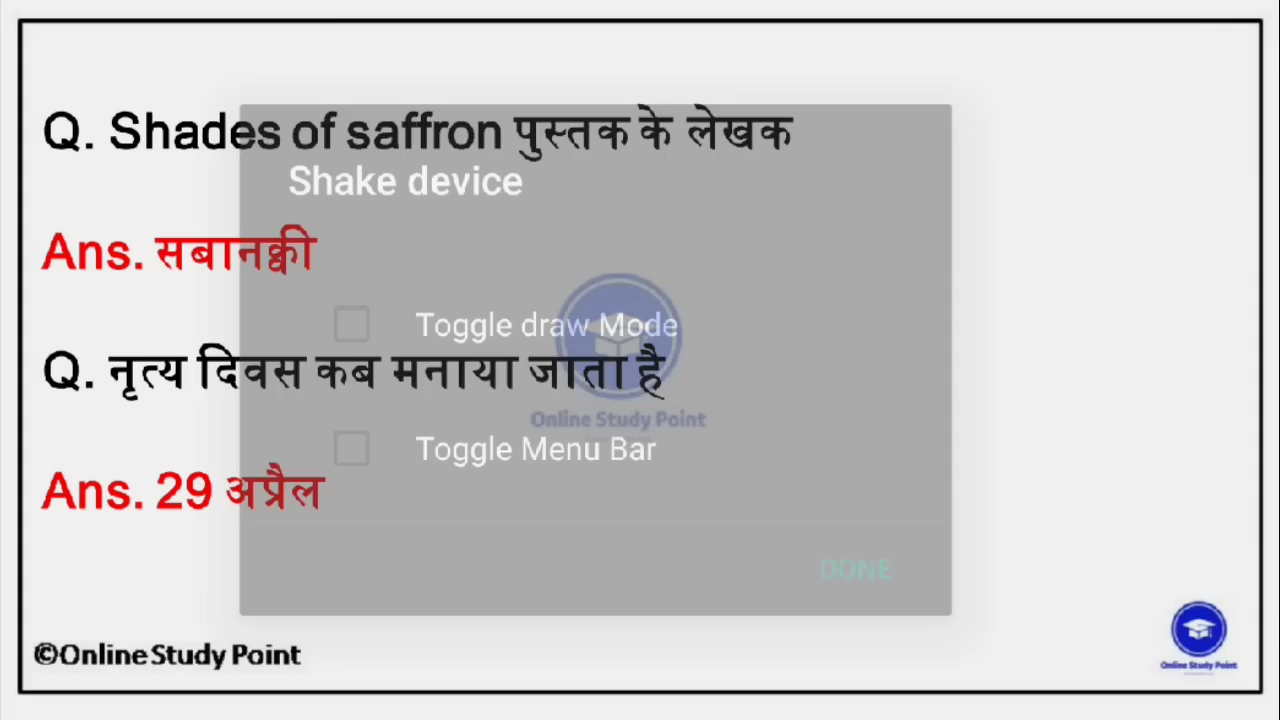 Q. Shades of saffron पुस्तक के लेखक
Shake device
Ans. सबानक्वी
Toggle draw Mode
Q. नृत्य दिवस कब मनाया जाता है
Online Study Point
Toggle Menu Bar
Ans. 29 अप्रैल
DONE
©Online Study Point
Online Study Point